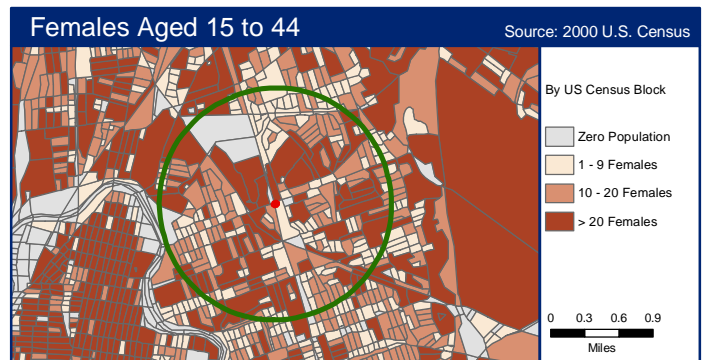 Females Aged 15 to 44
Source: 2000 U.S. Census
By US Census Block
Zero Population
1 - 9 Females
10 - 20 Females
> 20 Females
0 0.3 0.6 0.9
Miles